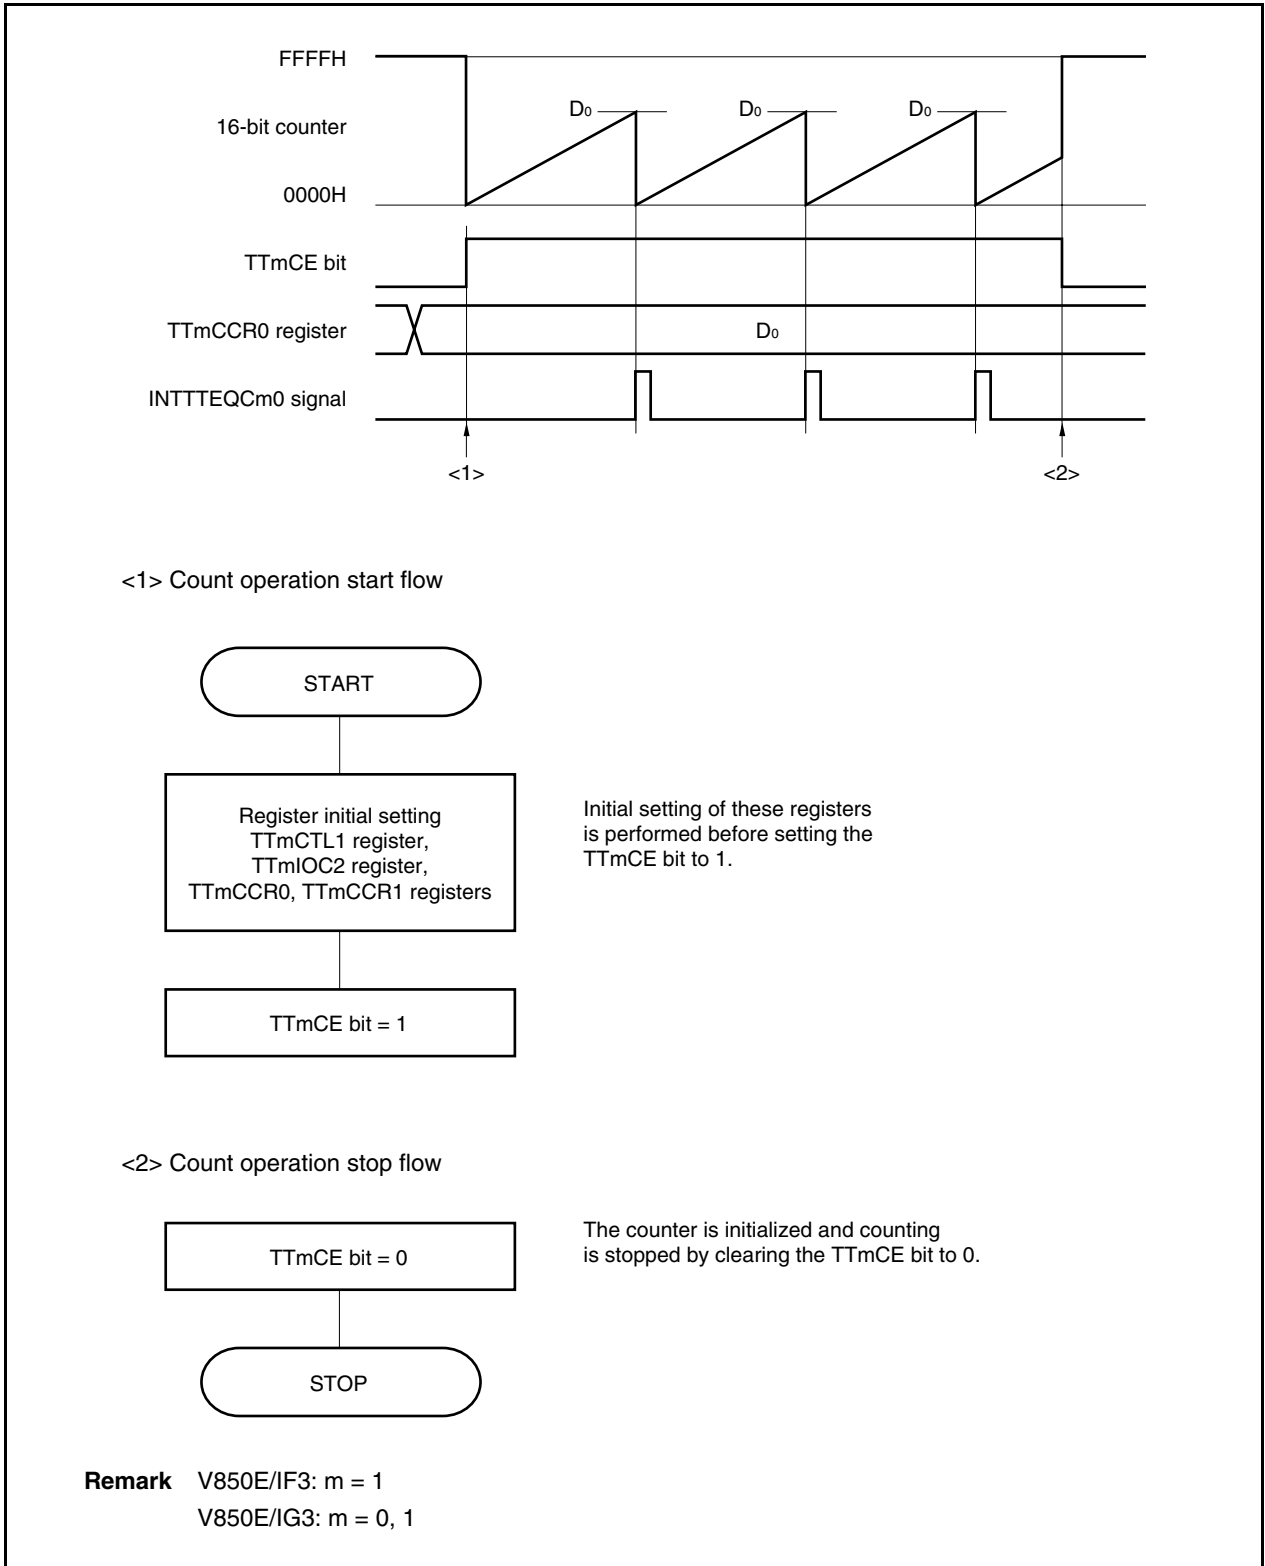 FFFFH
D0 D0 D0
16-bit counter
0000H
TTmCE bit
TTmCCR0 register D0
INTTTEQCm0 signal
<1> <2>
<1> Count operation start flow
START
Register initial setting
TTmCTL1 register,
TTmIOC2 register,
TTmCCR0, TTmCCR1 registers
Initial setting of these registers
is performed before setting the
TTmCE bit to 1.
TTmCE bit = 1
<2> Count operation stop flow
TTmCE bit = 0
The counter is initialized and counting
is stopped by clearing the TTmCE bit to 0.
STOP
Remark V850E/IF3: m = 1
V850E/IG3: m = 0, 1